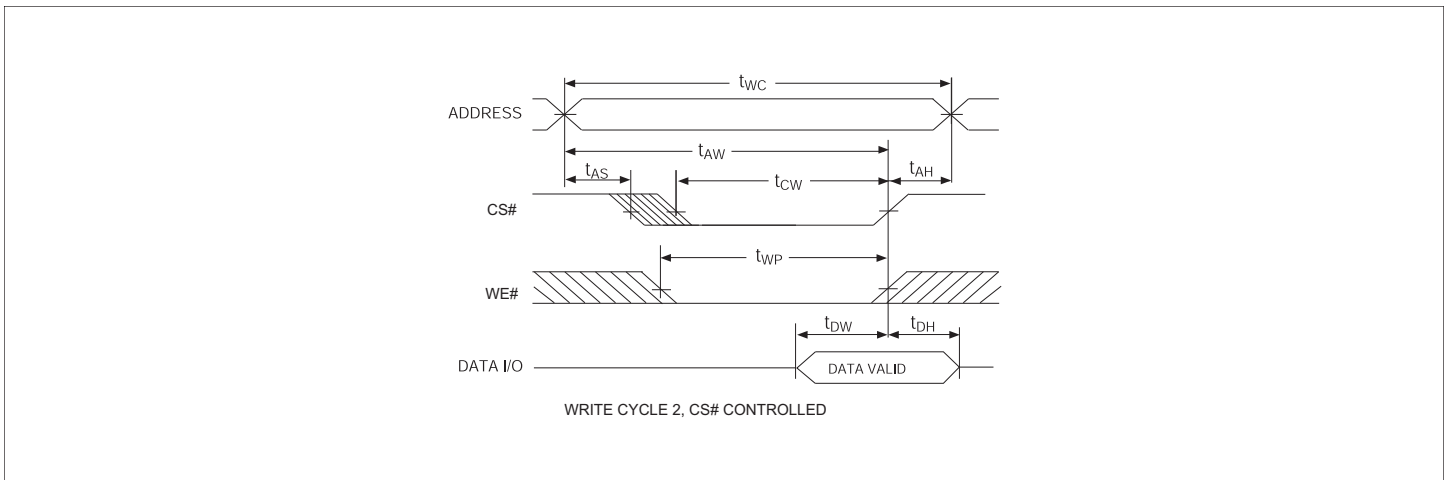 tWC
ADDRESS
tAW
tAS
tCW
tAH
CS#
tWP
WE#
tDW
tDH
DATA I/O
DATA VALID
WRITE CYCLE 2, CS# CONTROLLED